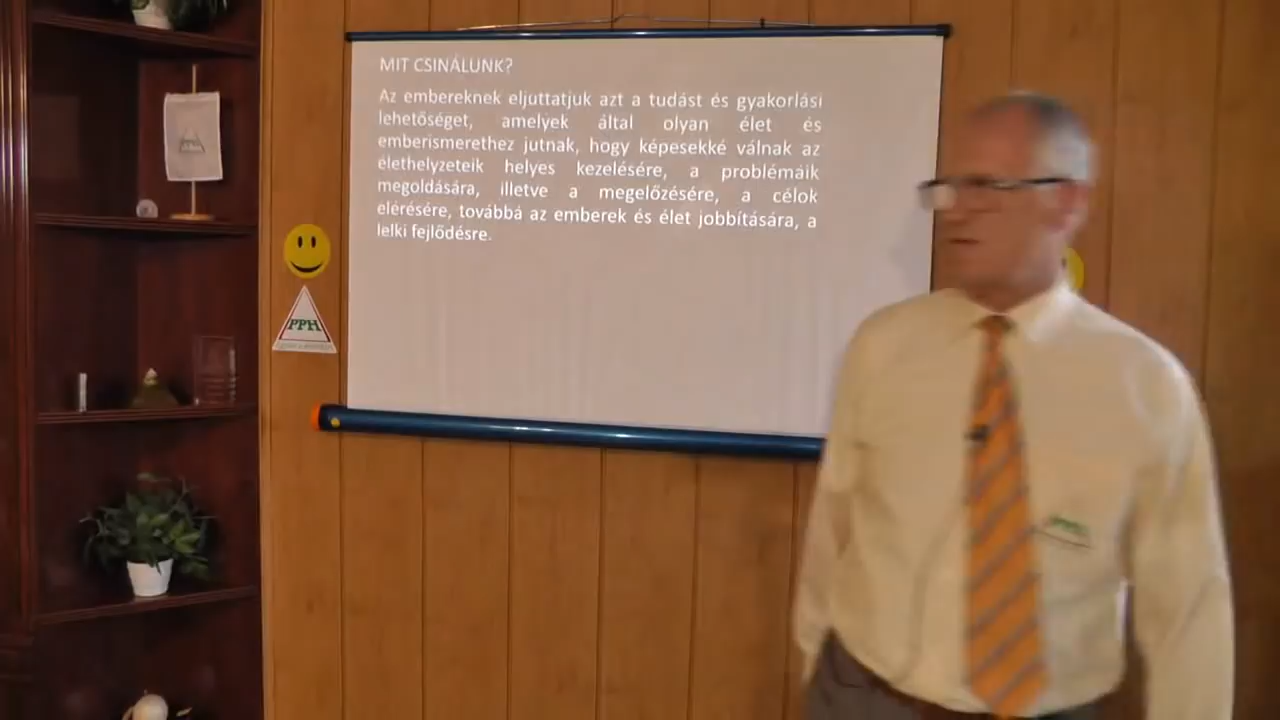 MIT CSINÁLUNK?
Az embereknek eljuttatjuk azt a tudást és gyakorlási
lehetőséget, amelyek által olyan élet és
emberismerethez jutnak, hogy képesekké válnak az
élethelyzeteik helyes kezelésére, a problémáik
megoldására, illetve a megelőzésére, a célok
elérésére, továbbá az emberek és élet jobbítására, a
lelki fejlődésre.
PPH
PPH